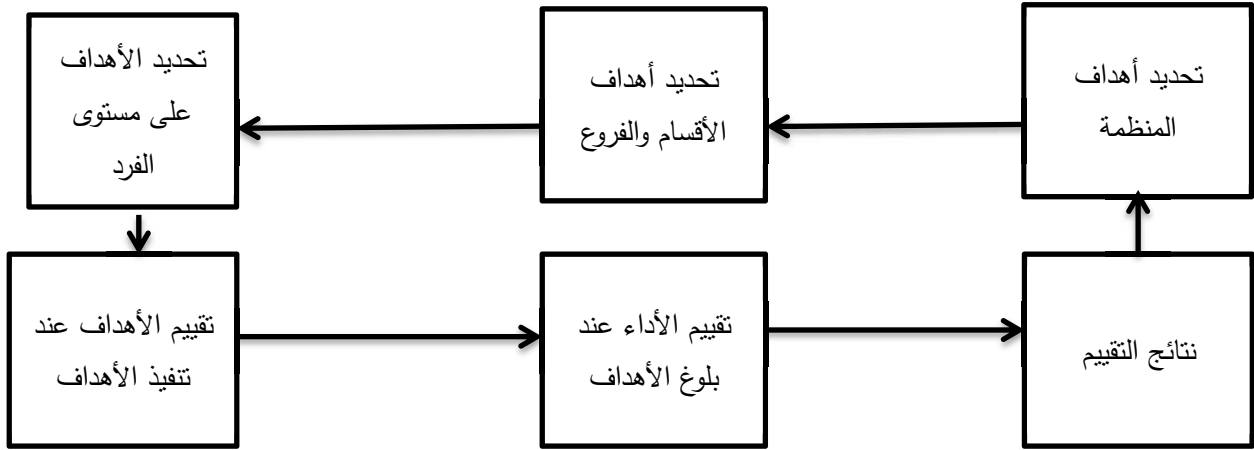 تحديد أهداف
المنظمة
تحديد أهداف
الأقسام والفروع
تحديد الأهداف
على مستوى
الفرد
تقييم الأهداف عند
تنفيذ الأهداف
تقييم الأداء عند
بلوغ الأهداف
نتائج التقييم